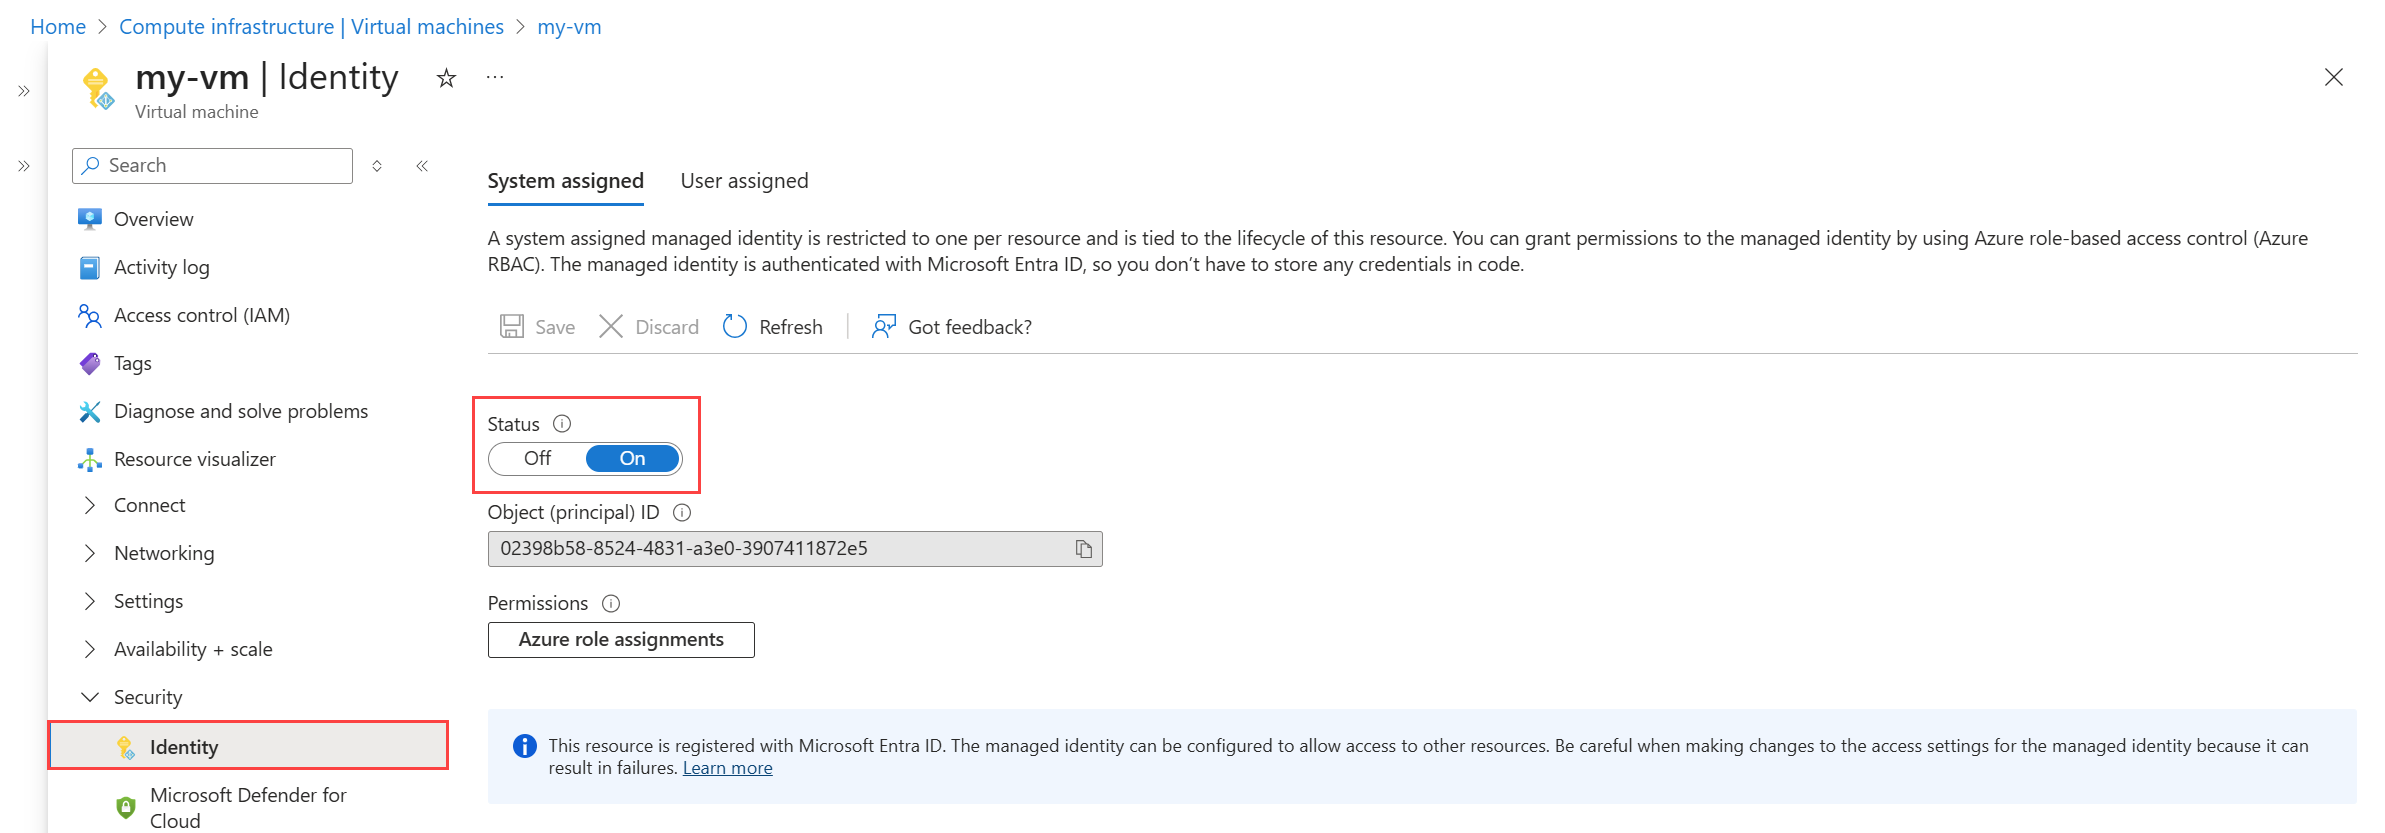 Home > Compute infrastructure | Virtual machines > my-vm
my-vm | Identity
Virtual machine
Search
Overview
Activity log
Access control (IAM)
Tags
Diagnose and solve problems
Resource visualizer
Connect
Networking
Settings
Availability + scale
Security
Identity
Microsoft Defender for
Cloud
System assigned User assigned
A system assigned managed identity is restricted to one per resource and is tied to the lifecycle of this resource. You can grant permissions to the managed identity by using Azure role-based access control (Azure
RBAC). The managed identity is authenticated with Microsoft Entra ID, so you don’t have to store any credentials in code.
Save Discard Refresh | Got feedback?
Status
Off On
Object (principal) ID
02398b58-8524-4831-a3e0-3907411872e5
Permissions
Azure role assignments
This resource is registered with Microsoft Entra ID. The managed identity can be configured to allow access to other resources. Be careful when making changes to the access settings for the managed identity because it can
result in failures. Learn more